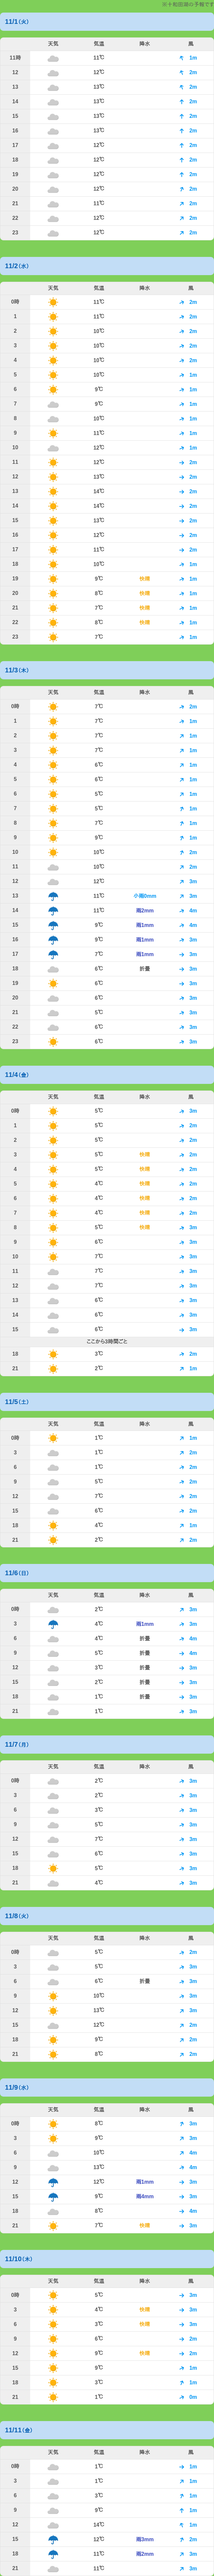 11/1(火)
天気 気温 降水 風
11時 11℃ 1m
12 12℃ 2m
13 13℃ 2m
14 13℃ 2m
15 13℃ 2m
16 13℃ 2m
17 12℃ 2m
18 12℃ 2m
19 12℃ 2m
20 12℃ 2m
21 11℃ 2m
22 12℃ 2m
23 12℃ 2m
11/2(水)
天気 気温 降水 風
0時 11℃ 2m
1 11℃ 2m
2 10℃ 2m
3 10℃ 2m
4 10℃ 2m
5 10℃ 1m
6 9℃ 1m
7 9℃ 1m
8 10℃ 1m
9 11℃ 1m
10 12℃ 1m
11 12℃ 2m
12 13℃ 2m
13 14℃ 2m
14 14℃ 2m
15 13℃ 2m
16 12℃ 2m
17 11℃ 2m
18 10℃ 1m
19 9℃ 快晴 1m
20 8℃ 快晴 1m
21 7℃ 快晴 1m
22 8℃ 快晴 1m
23 7℃ 1m
11/3(木)
天気 気温 降水 風
0時 7℃ 2m
1 7℃ 1m
2 7℃ 1m
3 7℃ 1m
4 6℃ 1m
5 6℃ 1m
6 5℃ 1m
7 5℃ 1m
8 7℃ 1m
9 9℃ 1m
10 10℃ 2m
11 10℃ 2m
12 12℃ 3m
13 11℃ 小雨0mm 3m
14 11℃ 雨2mm 4m
15 9℃ 雨1mm 4m
16 9℃ 雨1mm 3m
17 7℃ 雨1mm 3m
18 6℃ 折畳 3m
19 6℃ 3m
20 6℃ 3m
21 5℃ 3m
22 6℃ 3m
23 6℃ 3m
11/4(金)
天気 気温 降水 風
0時 5℃ 3m
1 5℃ 2m
2 5℃ 2m
3 5℃ 快晴 2m
4 5℃ 快晴 2m
5 4℃ 快晴 2m
6 4℃ 快晴 2m
7 4℃ 快晴 2m
8 5℃ 快晴 3m
9 6℃ 3m
10 7℃ 3m
11 7℃ 3m
12 7℃ 3m
13 6℃ 3m
14 6℃ 3m
15 6℃ 3m
ここから3時間ごと
18 3℃ 2m
21 2℃ 1m
11/5(土)
天気 気温 降水 風
0時 1℃ 1m
3 1℃ 2m
6 1℃ 2m
9 5℃ 2m
12 7℃ 2m
15 6℃ 2m
18 4℃ 1m
21 2℃ 2m
11/6(日)
天気 気温 降水 風
0時 2℃ 3m
3 4℃ 雨1mm 3m
6 4℃ 折畳 4m
9 5℃ 折畳 4m
12 3℃ 折畳 3m
15 2℃ 折畳 3m
18 1℃ 折畳 3m
21 1℃ 3m
11/7(月)
天気 気温 降水 風
0時 2℃ 3m
3 2℃ 3m
6 3℃ 3m
9 5℃ 3m
12 7℃ 3m
15 6℃ 3m
18 5℃ 3m
21 4℃ 3m
11/8(火)
天気 気温 降水 風
0時 5℃ 2m
3 5℃ 3m
6 6℃ 折畳 3m
9 10℃ 3m
12 13℃ 3m
15 12℃ 2m
18 9℃ 2m
21 8℃ 2m
11/9(水)
天気 気温 降水 風
0時 8℃ 3m
3 9℃ 3m
6 10℃ 4m
9 13℃ 4m
12 12℃ 雨1mm 3m
15 9℃ 雨4mm 3m
18 8℃ 4m
21 7℃ 快晴 3m
11/10(木)
天気 気温 降水 風
0時 5℃ 3m
3 4℃ 快晴 3m
6 3℃ 快晴 3m
9 6℃ 2m
12 9℃ 快晴 2m
15 9℃ 1m
18 3℃ 1m
21 1℃ 0m
11/11(金)
天気 気温 降水 風
0時 1℃ 1m
3 1℃ 1m
6 3℃ 1m
9 9℃ 1m
12 14℃ 1m
15 12℃ 雨3mm 2m
18 11℃ 雨2mm 3m
21 11℃ 3m